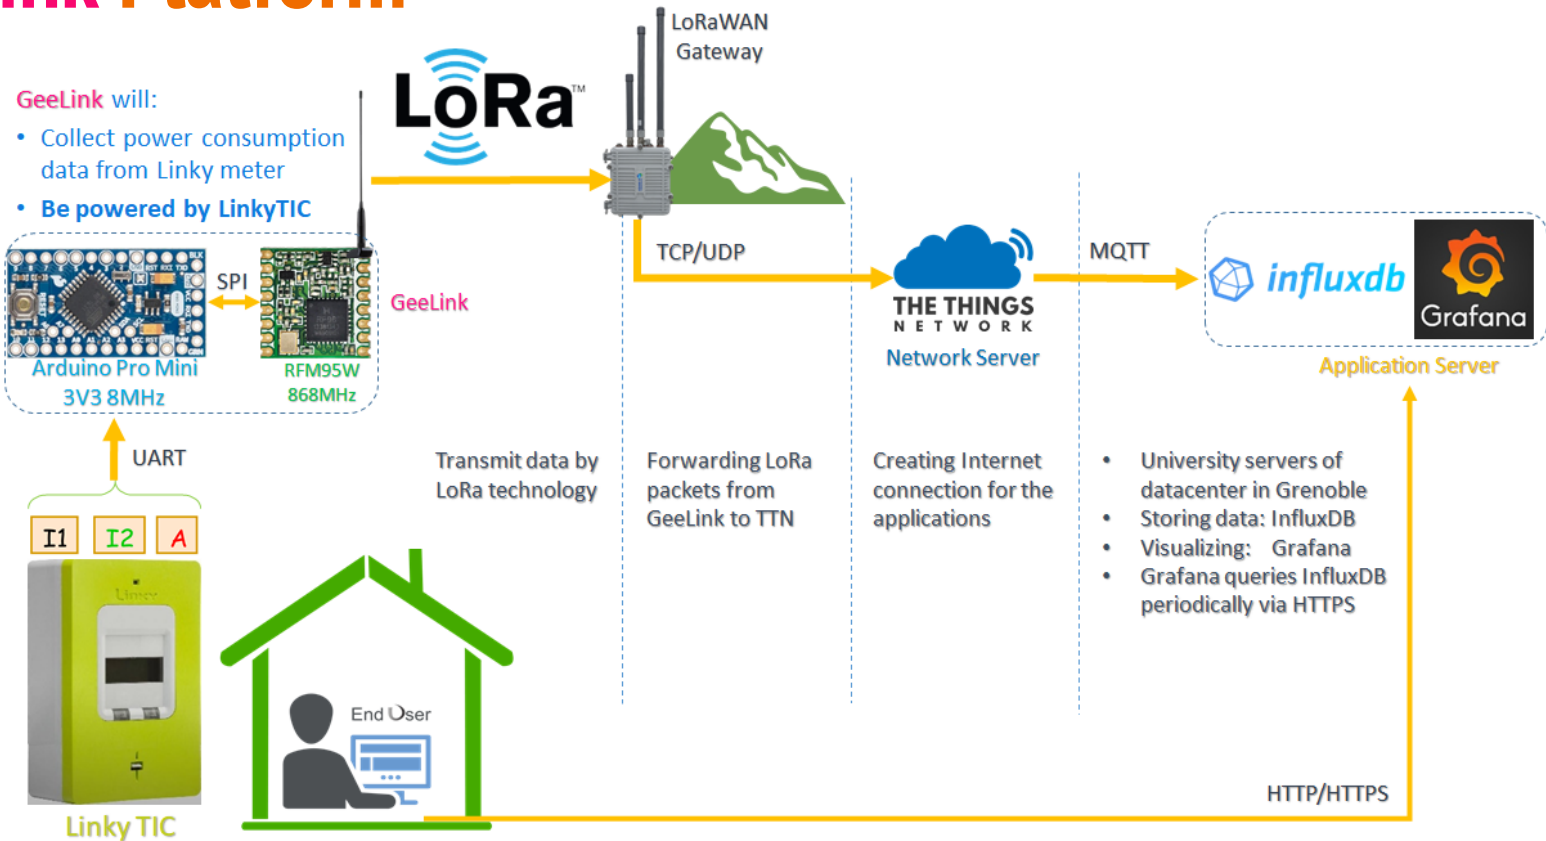 LoRaWAN
Gateway
LoRa™
GeeLink will:
• Collect power consumption
data from Linky meter
• Be powered by LinkyTIC
SPI
GeeLink
Arduino Pro Mini
3V3 8MHz
RFM95W
868MHz
TCP/UDP
THE THINGS
NETWORK
Network Server
MQTT
influxdb
Grafana
Application Server
UART
I1 I2 A
Linky
Linky TIC
Transmit data by
LoRa technology
Forwarding LoRa
packets from
GeeLink to TTN
Creating Internet
connection for the
applications
• University servers of
datacenter in Grenoble
• Storing data: InfluxDB
• Visualizing: Grafana
• Grafana queries InfluxDB
periodically via HTTPS
End User
HTTP/HTTPS